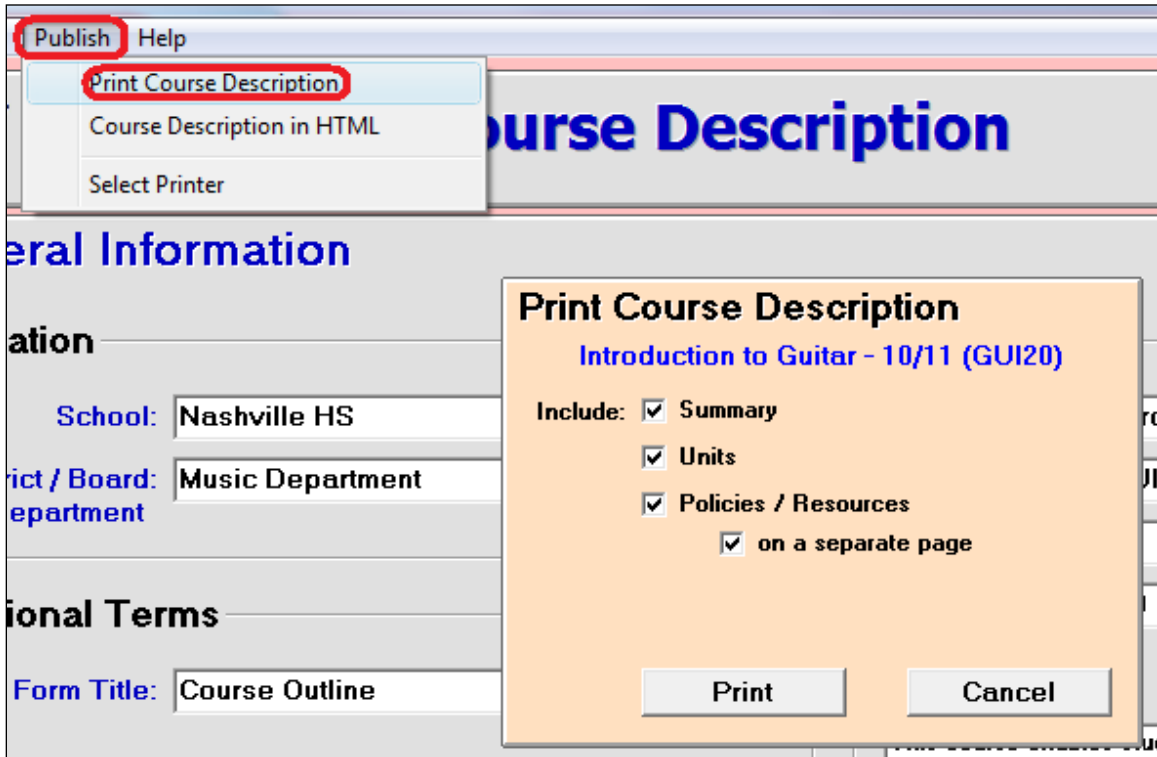 Publish Help
Print Course Description
Course Description in HTML
Select Printer
ourse Description
eral Information
ation
School: Nashville HS
rict / Board: Music Department
epartment
ional Terms
Form Title: Course Outline
Print Course Description
Introduction to Guitar - 10/11 (GUI20)
Include: Summary
Units
Policies / Resources
on a separate page
Print Cancel